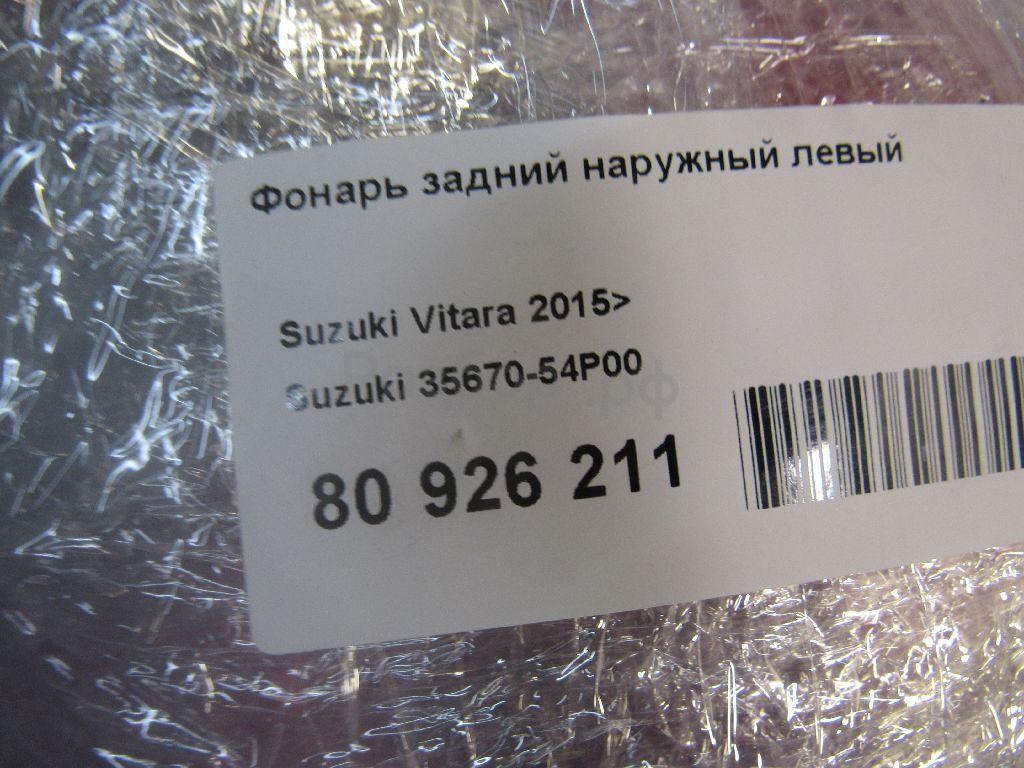 Фонарь задний наружный левый
Suzuki Vitara 2015>
Suzuki 35670-54P00
80 926 211